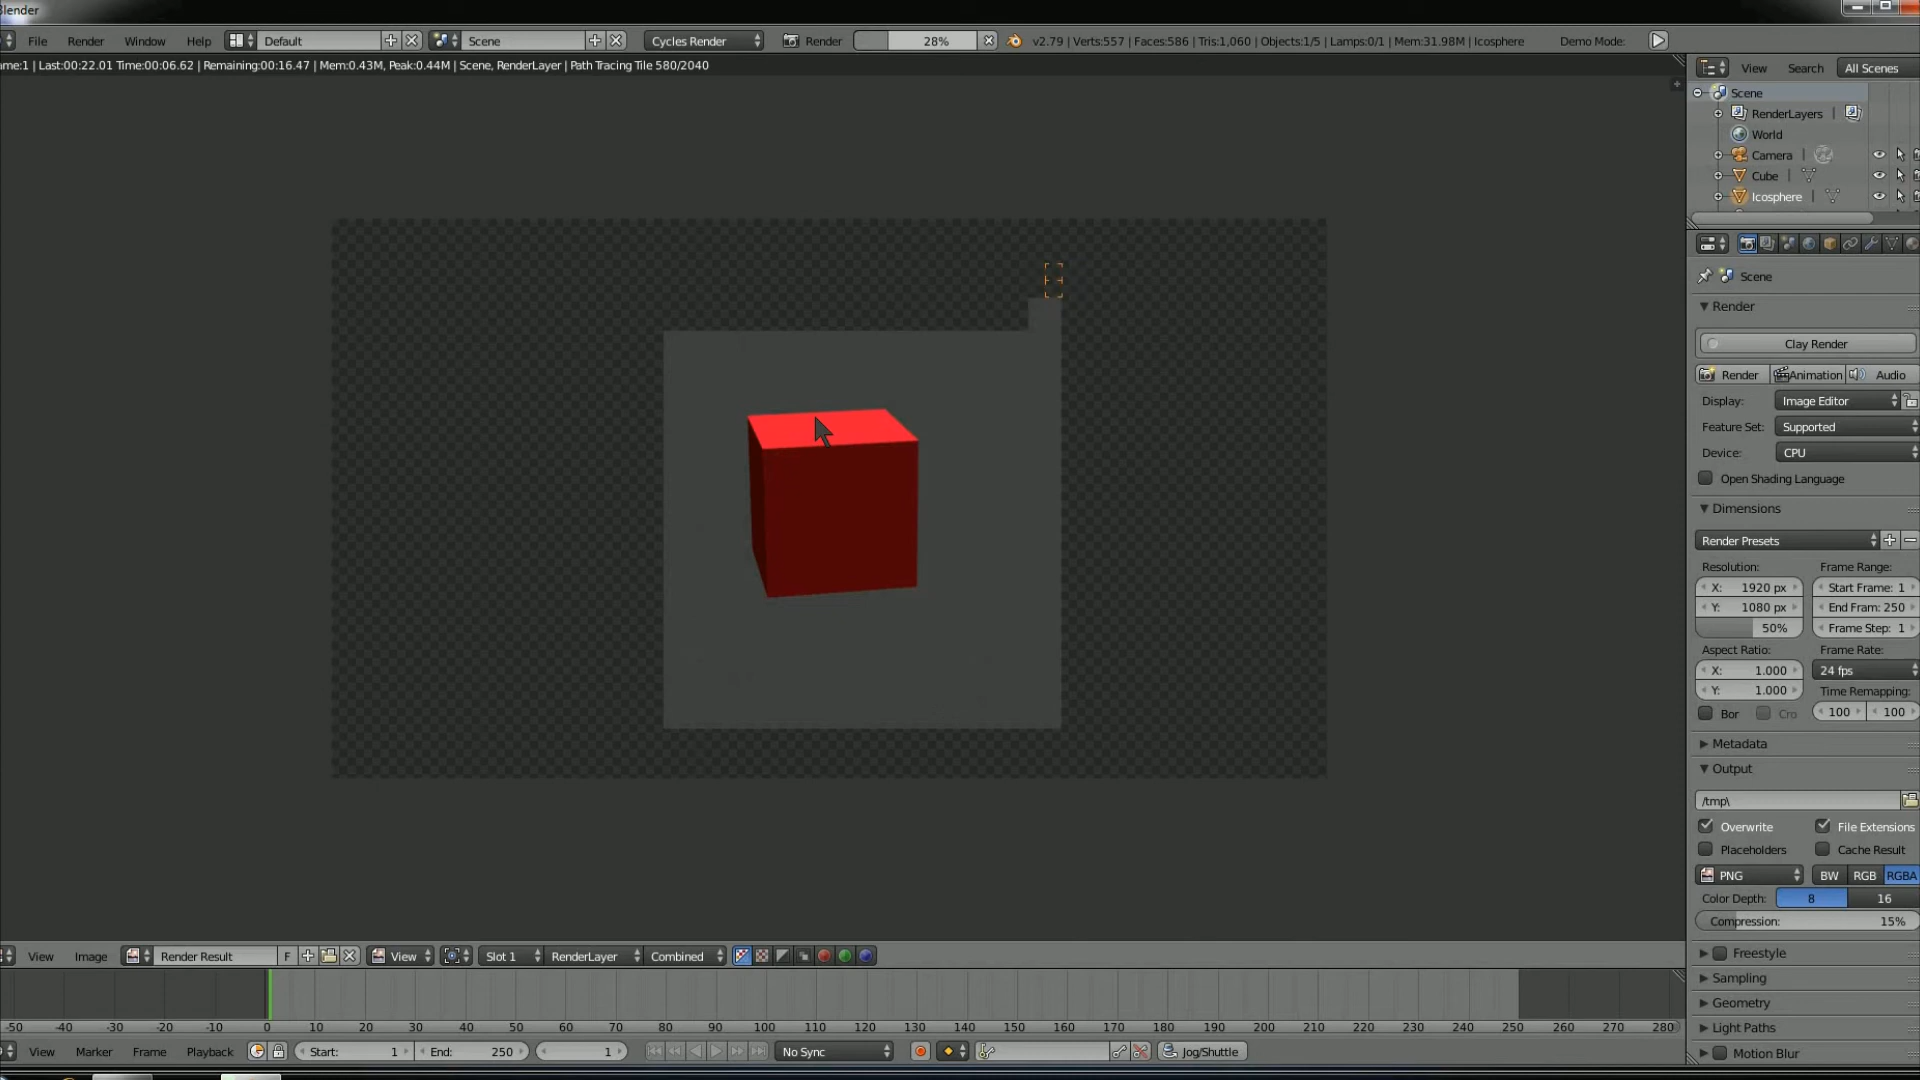 Blender
File Render Window Help Default Scene Cycles Render Render 28% v2.79 | Verts:557 | Faces:586 | Tris:1,060 | Objects:1/5 | Lamps:0/1 | Mem:31.98M | Icosphere Demo Mode:
ame:1 | Last:00:22.01 Time:00:06.62 | Remaining:00:16.47 | Mem:0.43M, Peak:0.44M | Scene, RenderLayer | Path Tracing Tile 580/2040
View Search All Scenes
Scene
RenderLayers
World
Camera
Cube
Icosphere
Scene
Render
Clay Render
Render Animation Audio
Display: Image Editor
Feature Set: Supported
Device: CPU
Open Shading Language
Dimensions
Render Presets
Resolution: Frame Range:
X: 1920 px Start Frame: 1
Y: 1080 px End Fram: 250
50% Frame Step: 1
Aspect Ratio: Frame Rate:
X: 1.000 24 fps
Y: 1.000 Time Remapping:
Bor Cro 100 100
Metadata
Output
/tmp\
Overwrite File Extensions
Placeholders Cache Result
PNG BW RGB RGBA
Color Depth: 8 16
Compression: 15%
Freestyle
Sampling
Geometry
Light Paths
Motion Blur
View Image Render Result F View Slot 1 RenderLayer Combined
-50 -40 -30 -20 -10 0 10 20 30 40 50 60 70 80 90 100 110 120 130 140 150 160 170 180 190 200 210 220 230 240 250 260 270 280
View Marker Frame Playback Start: 1 End: 250 1 No Sync Jog/Shuttle